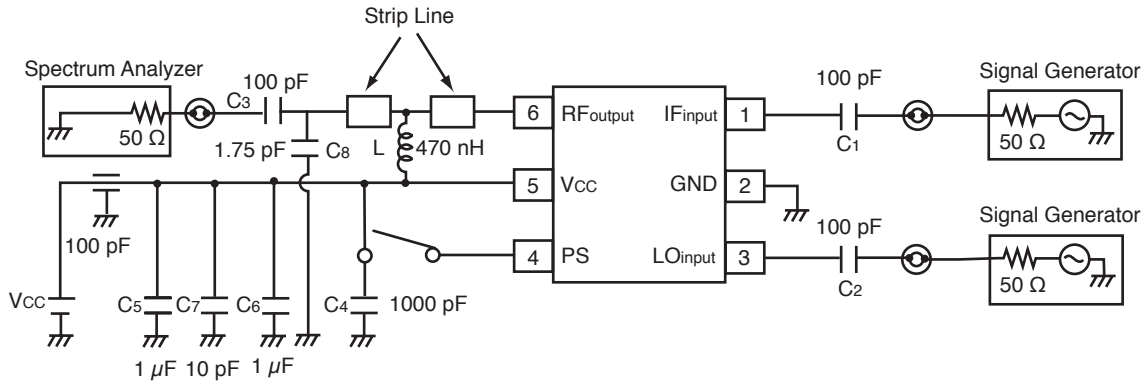 Strip Line
Spectrum Analyzer
50 Ω
C3
100 pF
1.75 pF
C8
L
470 nH
6
RFoutput
5
VCC
4
PS
IFinput
1
GND
2
LOinput
3
100 pF
C1
Signal Generator
50 Ω
100 pF
C2
Signal Generator
50 Ω
100 pF
VCC
C5
1 µF
C7
10 pF
C6
1 µF
C4
1000 pF